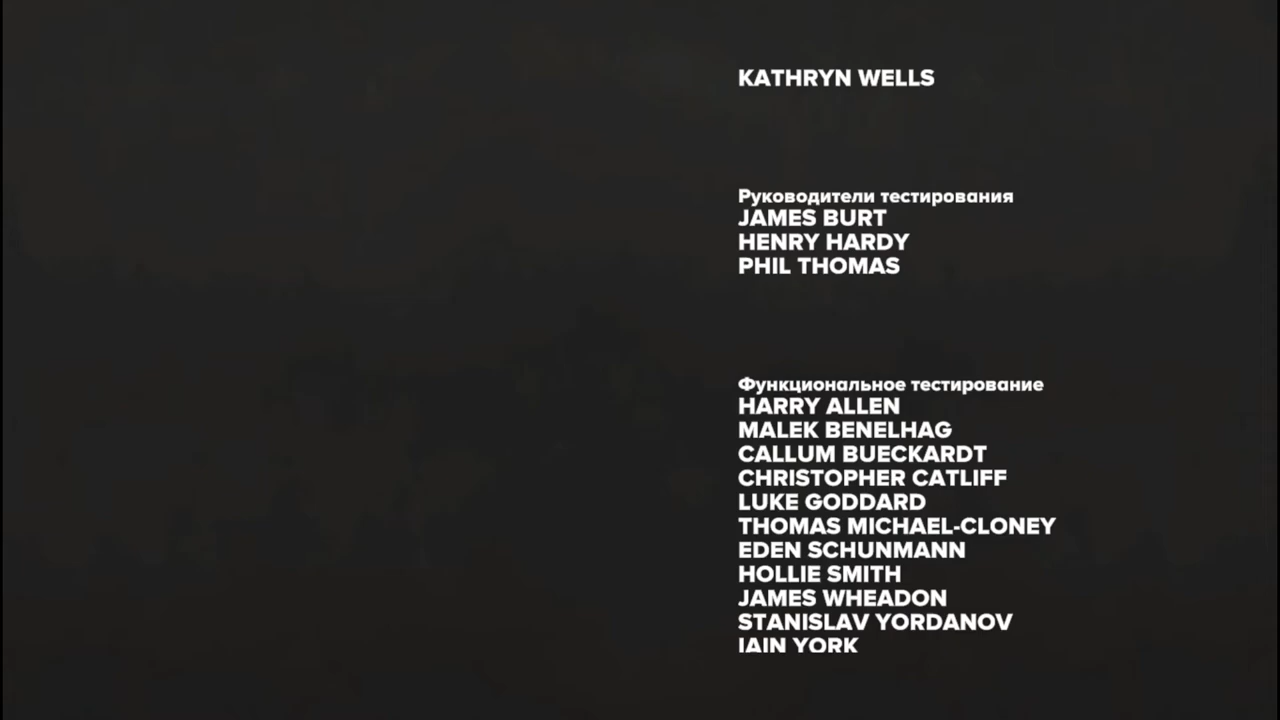 KATHRYN WELLS
Руководители тестирования
JAMES BURT
HENRY HARDY
PHIL THOMAS
Функциональное тестирование
HARRY ALLEN
MALEK BENELHAG
CALLUM BUECKARDT
CHRISTOPHER CATLIFF
LUKE GODDARD
THOMAS MICHAEL-CLONEY
EDEN SCHUNMANN
HOLLIE SMITH
JAMES WHEADON
STANISLAV YORDANOV
IAIN YORK